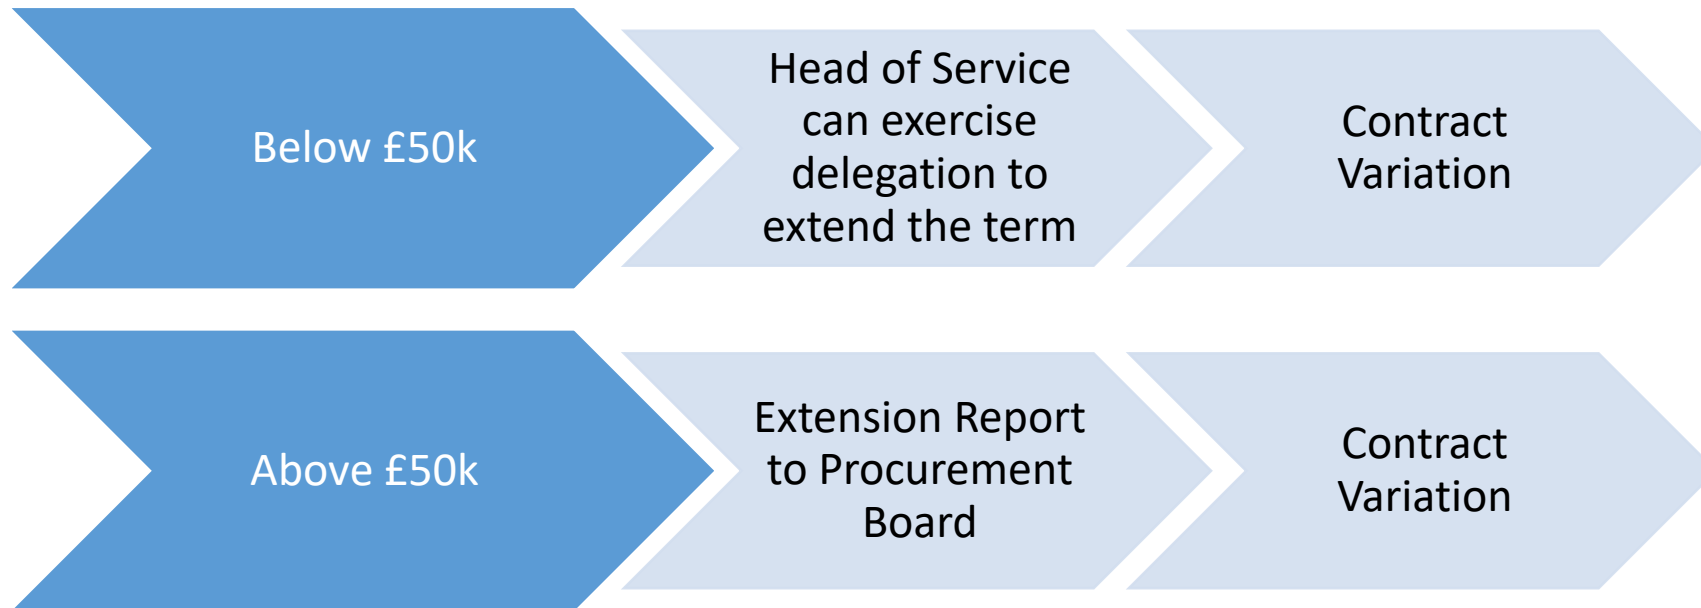 Below £50k
Head of Service
can exercise
delegation to
extend the term
Contract
Variation
Above £50k
Extension Report
to Procurement
Board
Contract
Variation